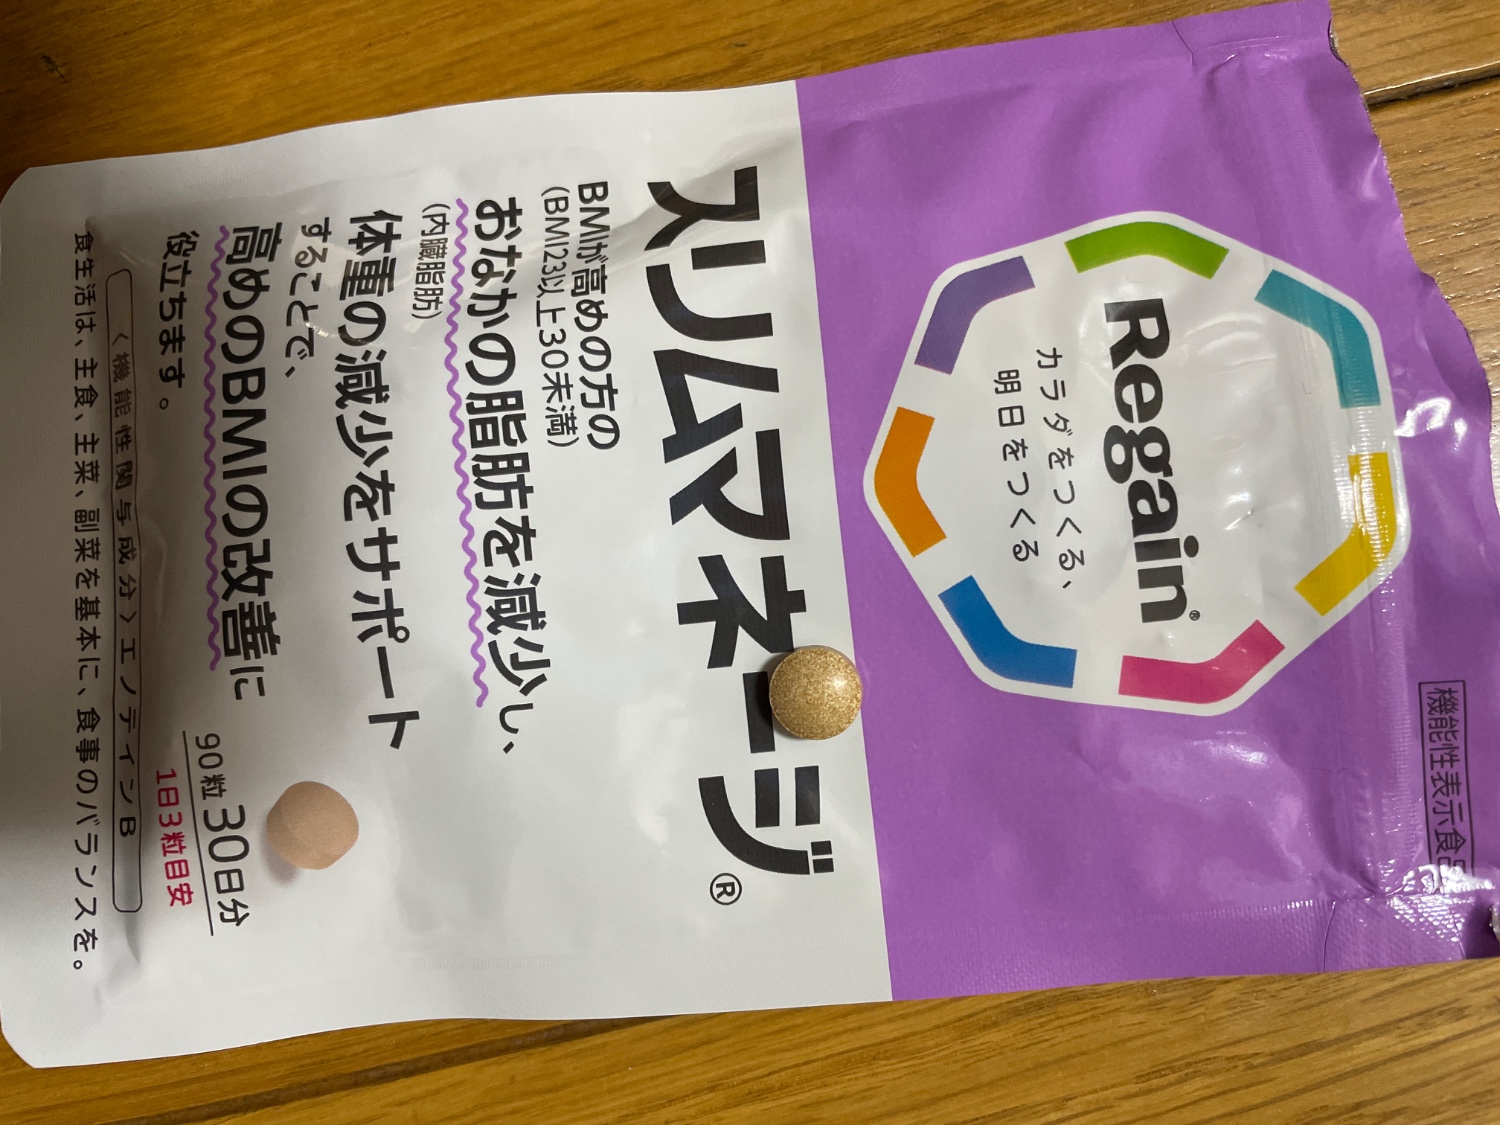 機能性表示食品
Regain®
カラダをつくる、
明日をつくる
スリムマネージ®
BMIが高めの方の
(BMI23以上30未満)
おなかの脂肪を減少し、
(内臓脂肪)
体重の減少をサポート
することで、
高めのBMIの改善に
役立ちます。
90粒 30日分
1日3粒目安
〈機能性関与成分〉エノテインB
食生活は、主食、主菜、副菜を基本に、食事のバランスを。